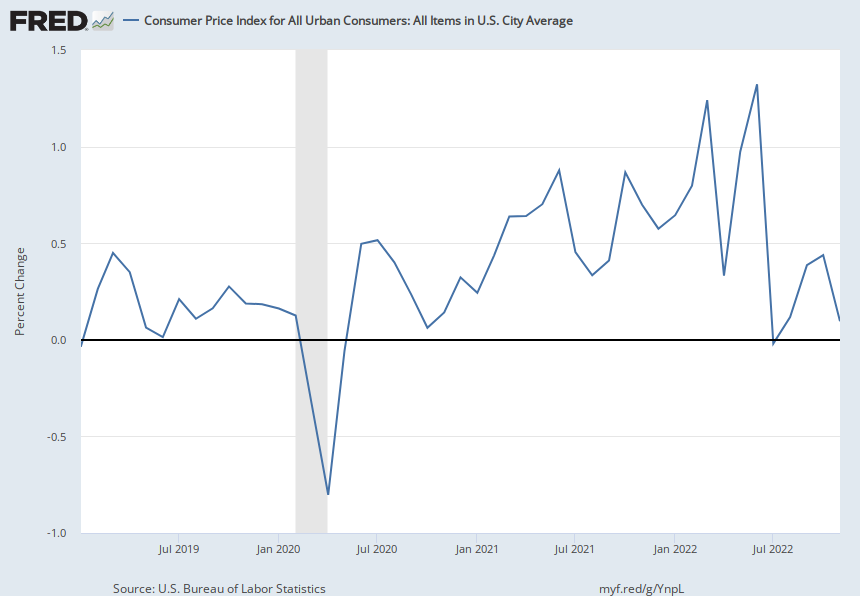 FRED
Consumer Price Index for All Urban Consumers: All Items in U.S. City Average
Percent Change
1.5
1.0
0.5
0.0
-0.5
-1.0
Jul 2019 Jan 2020 Jul 2020 Jan 2021 Jul 2021 Jan 2022 Jul 2022
Source: U.S. Bureau of Labor Statistics
myf.red/g/YnpL